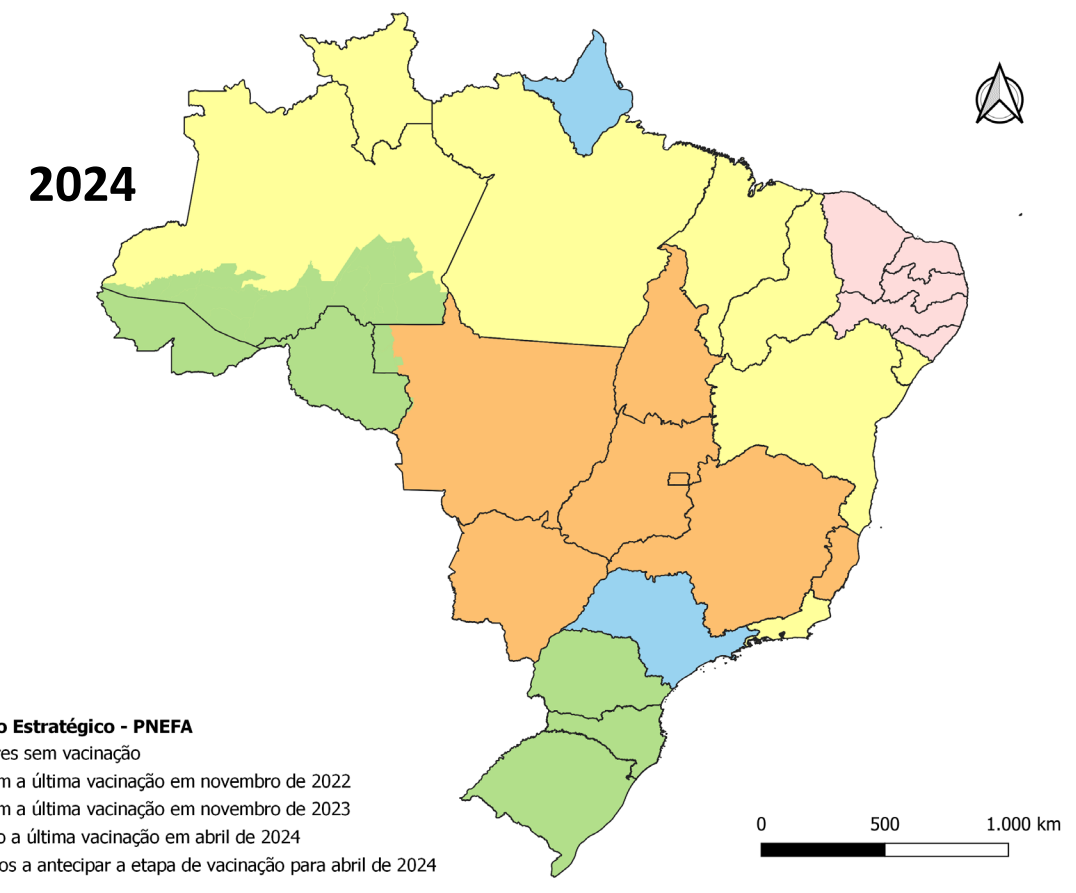 2024
o Estratégico - PNEFA
es sem vacinação
m a última vacinação em novembro de 2022
m a última vacinação em novembro de 2023
o a última vacinação em abril de 2024
os a antecipar a etapa de vacinação para abril de 2024
0 500 1.000 km